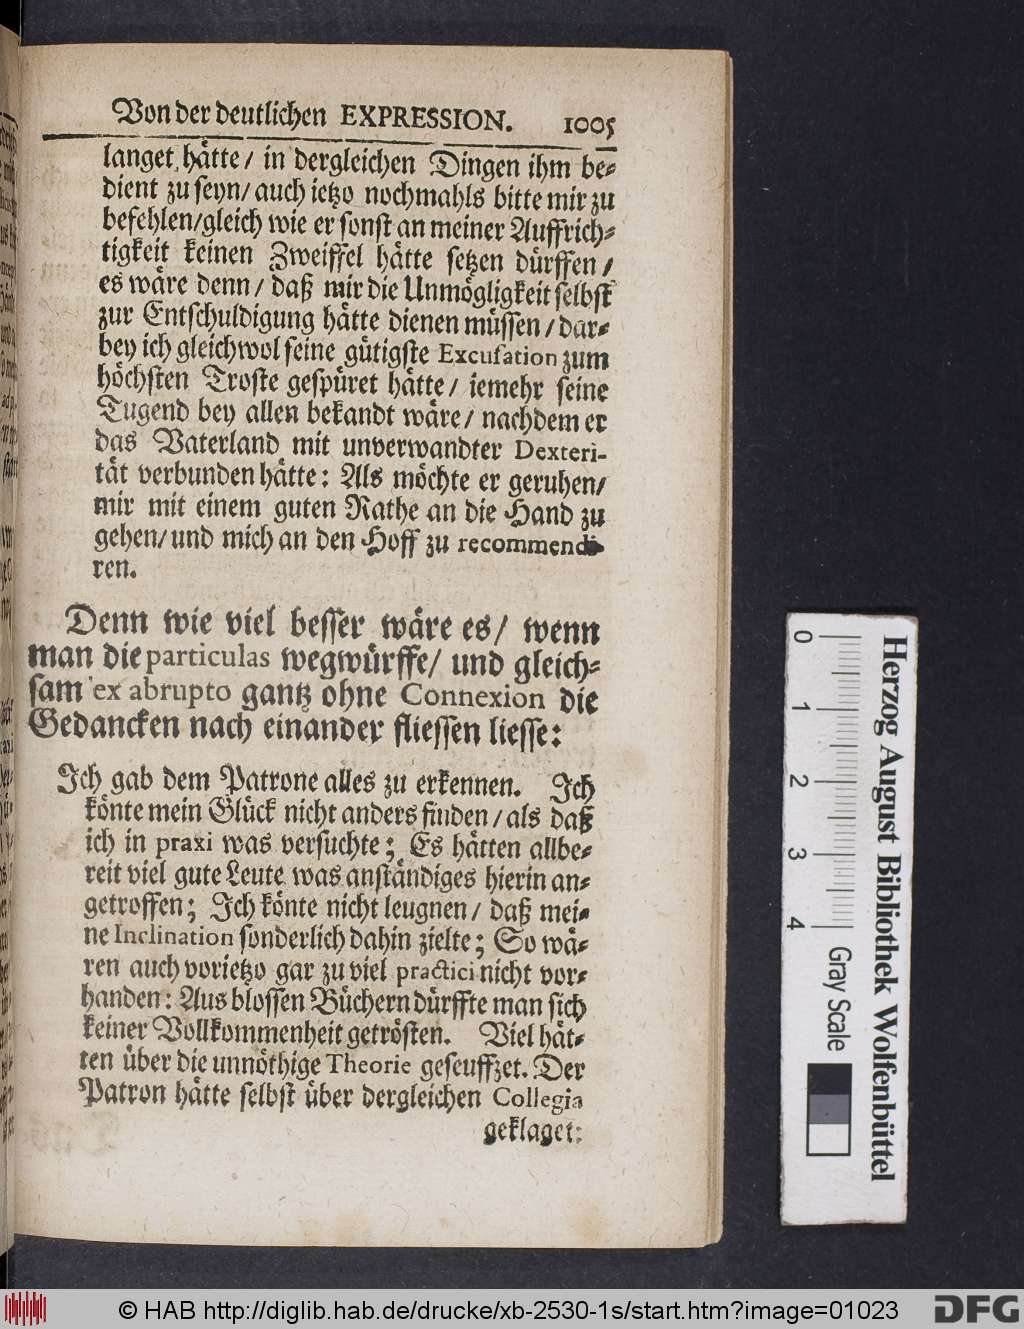 Von der deutlichen EXPRESSION. 1005
langet hätte/ in dergleichen Dingen ihm be-
dient zu seyn/ auch ietzo nochmahls bitte mir zu
befehlen/gleich wie er sonst an meiner Auffrich-
tigkeit keinen Zweiffel hätte setzen dürffen/
es wäre denn/ daß mir die Unmögligkeit selbst
zur Entschuldigung hätte dienen müssen/ dar-
bey ich gleichwol seine gütigste Excusation zum
höchsten Troste gespüret hätte/ iemehr seine
Tugend bey allen bekandt wäre/ nachdem er
das Vaterland mit unverwandter Dexteri-
tät verbunden hätte: Als möchte er geruhen/
mir mit einem guten Rathe an die Hand zu
gehen/ und mich an den Hoff zu recommendi-
ren.
Denn wie viel besser wäre es/ wenn
man die particulas wegwürffe/ und gleich-
sam ex abrupto gantz ohne Connexion die
Gedancken nach einander fliessen liesse:
Ich gab dem Patrone alles zu erkennen. Ich
könte mein Glück nicht anders finden/ als daß
ich in praxi was versuchte; Es hätten allbe-
reit viel gute Leute was anständiges hierin an-
getroffen; Ich könte nicht leugnen/ daß mei-
ne Inclination sonderlich dahin zielte; So wä-
ren auch vorietzo gar zu viel practici nicht vor-
handen: Aus blossen Büchern dürffte man sich
keiner Vollkommenheit getrösten. Viel hät-
ten über die unnöthige Theorie geseuffzet. Der
Patron hätte selbst über dergleichen Collegia
geklaget:
0 1 2 3 4
Herzog August Bibliothek Wolfenbüttel
Gray Scale
© HAB http://diglib.hab.de/drucke/xb-2530-1s/start.htm?image=01023
DFG